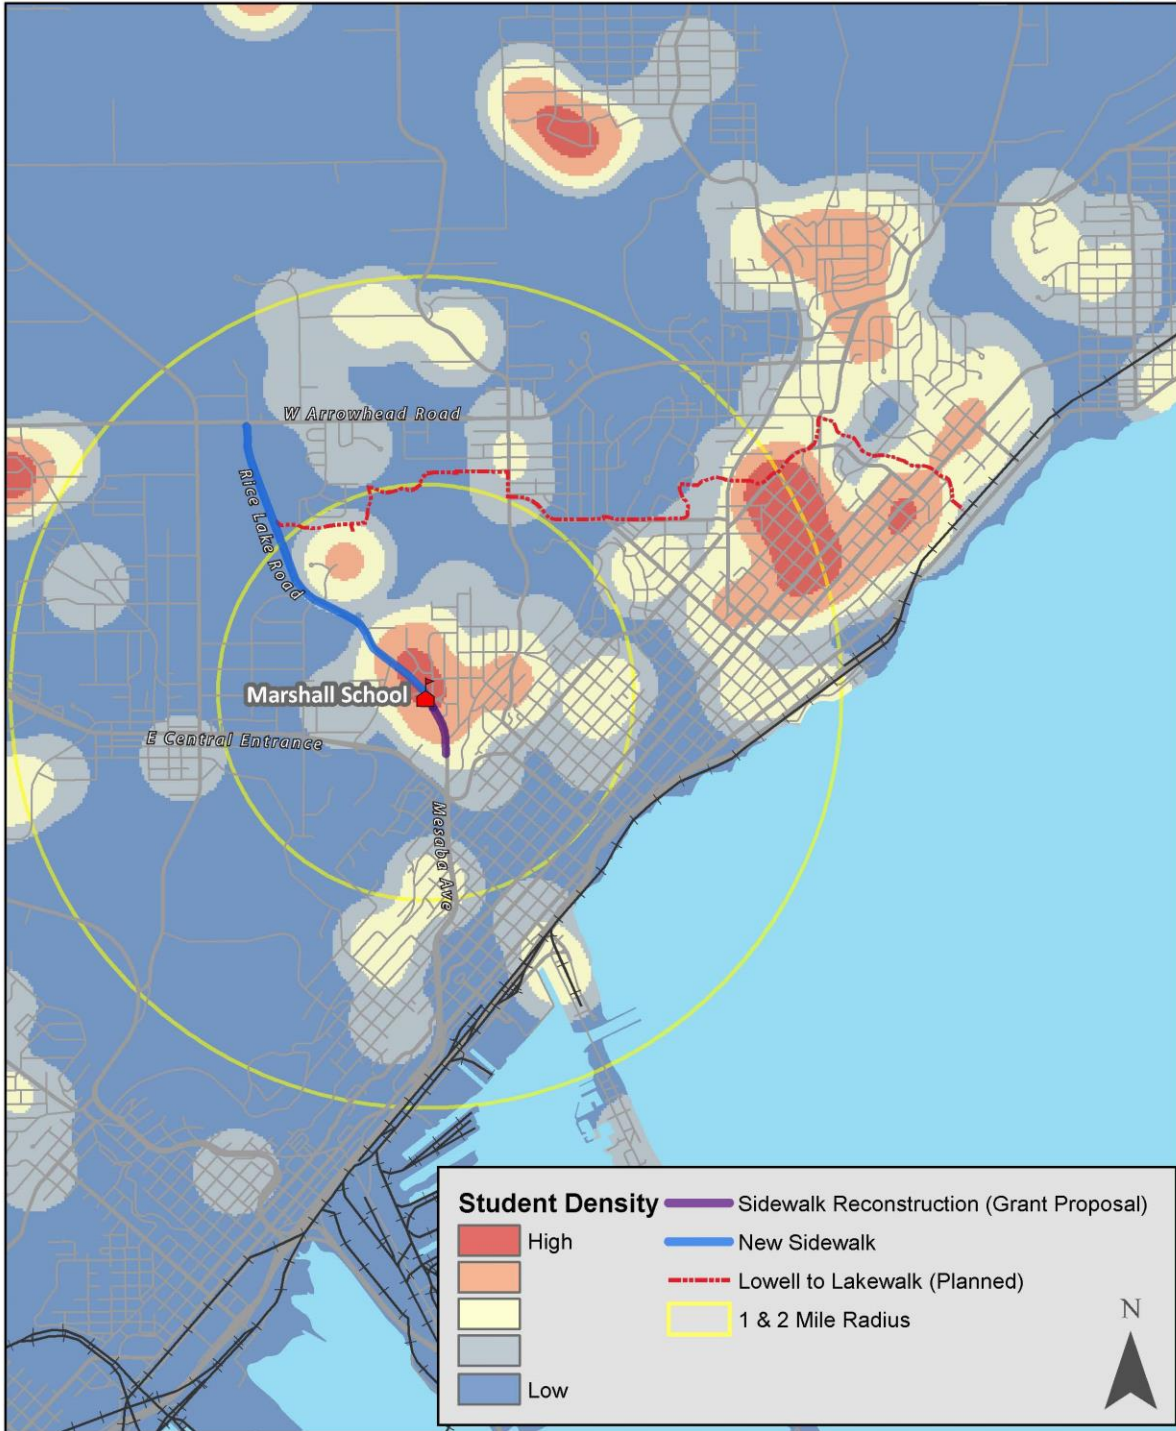 W Arrowhead Road
Rice Lake Road
Marshall School
E Central Entrance
Mesaba Ave
Student Density
High
Low
Sidewalk Reconstruction (Grant Proposal)
New Sidewalk
Lowell to Lakewalk (Planned)
1 & 2 Mile Radius
N